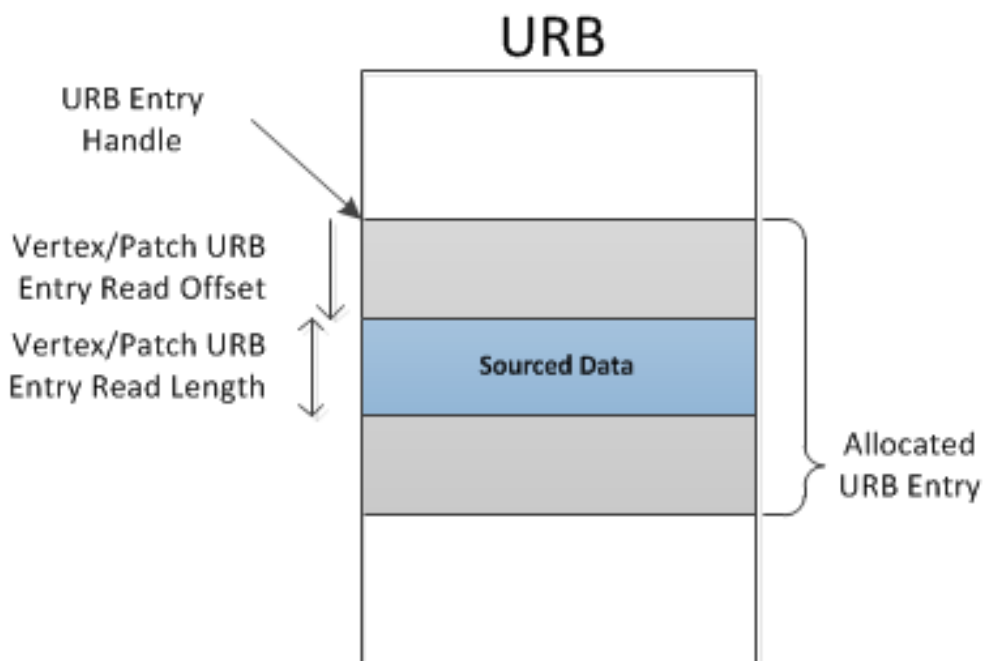 URB
URB Entry
Handle
Vertex/Patch URB
Entry Read Offset
Vertex/Patch URB
Entry Read Length
Sourced Data
Allocated
URB Entry